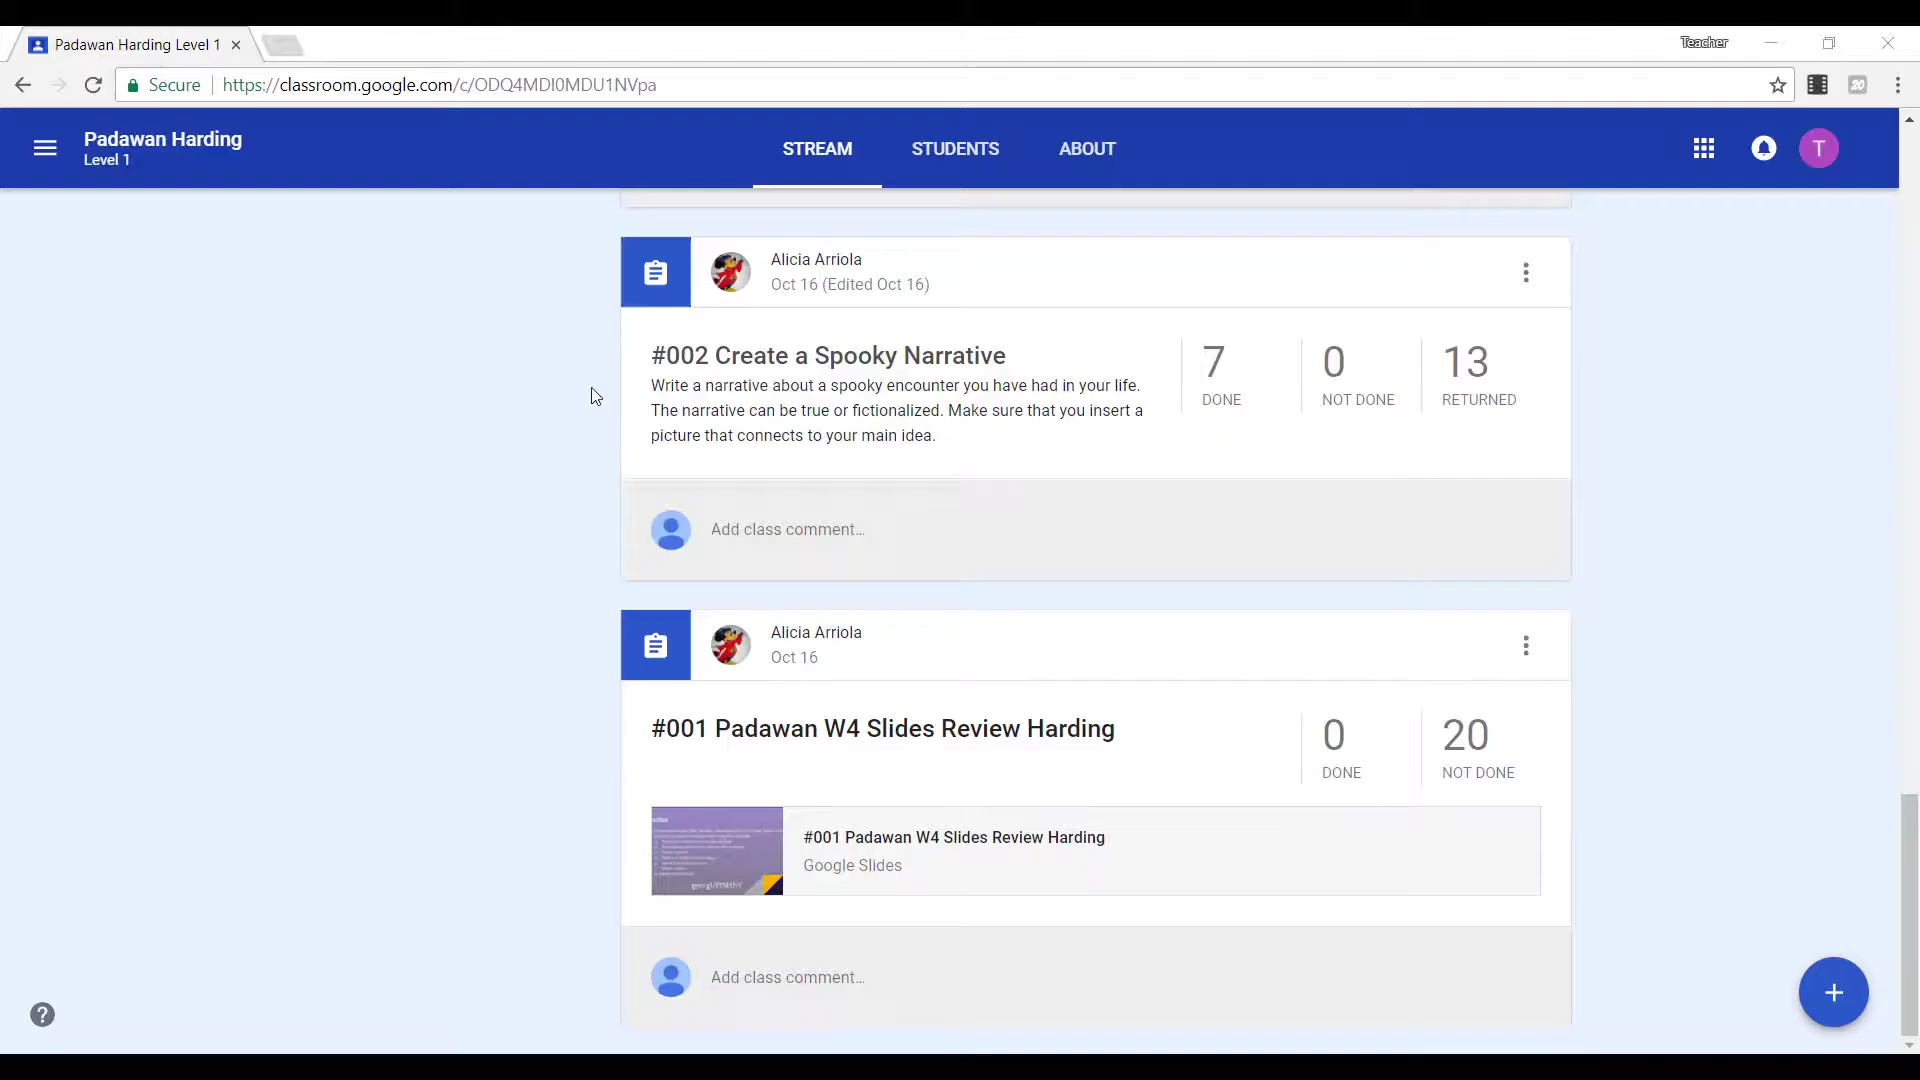 Padawan Harding Level 1
Teacher
20
Secure
https://classroom.google.com/c/ODQ4MDI0MDU1NVpa
Padawan Harding
Level 1
STREAM
STUDENTS
ABOUT
T
Alicia Arriola
Oct 16 (Edited Oct 16)
#002 Create a Spooky Narrative
Write a narrative about a spooky encounter you have had in your life.
The narrative can be true or fictionalized. Make sure that you insert a
picture that connects to your main idea.
7
DONE
0
NOT DONE
13
RETURNED
Add class comment...
Alicia Arriola
Oct 16
#001 Padawan W4 Slides Review Harding
0
DONE
20
NOT DONE
#001 Padawan W4 Slides Review Harding
Google Slides
Add class comment...
?
+